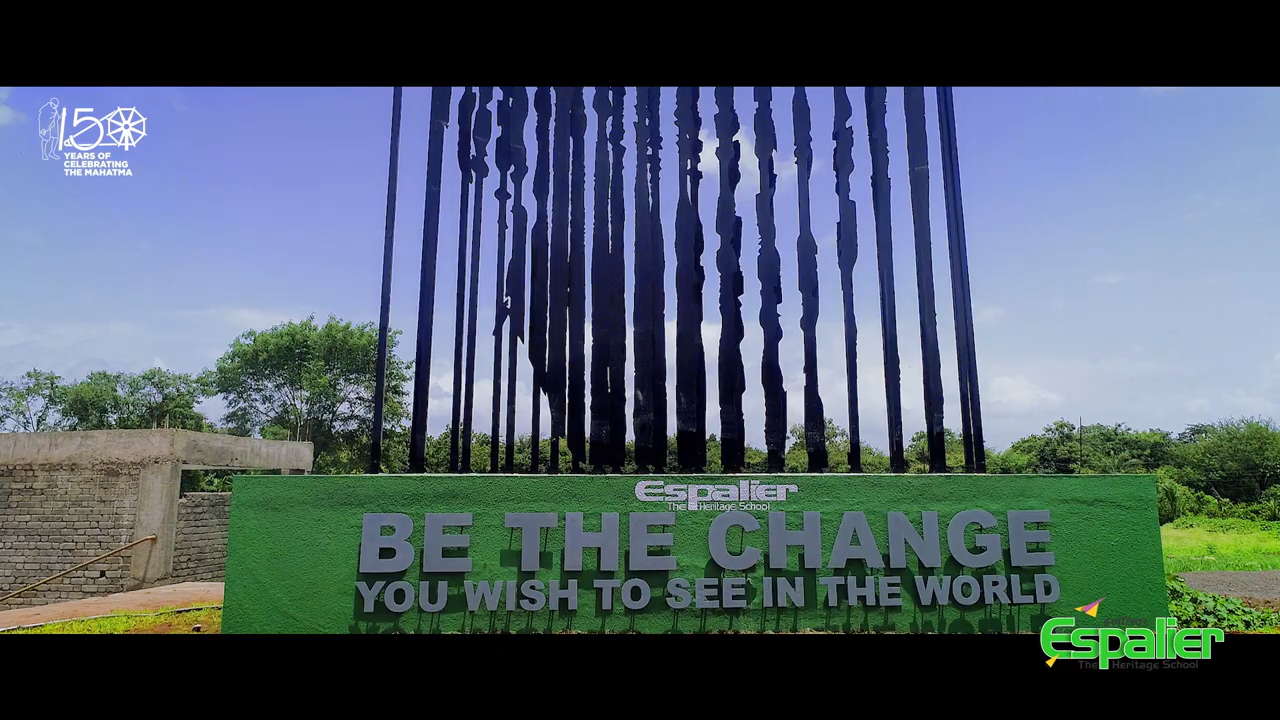 150
YEARS OF
CELEBRATING
THE MAHATMA
Espalier
The Heritage School
BE THE CHANGE
YOU WISH TO SEE IN THE WORLD
Espalier
The Heritage School